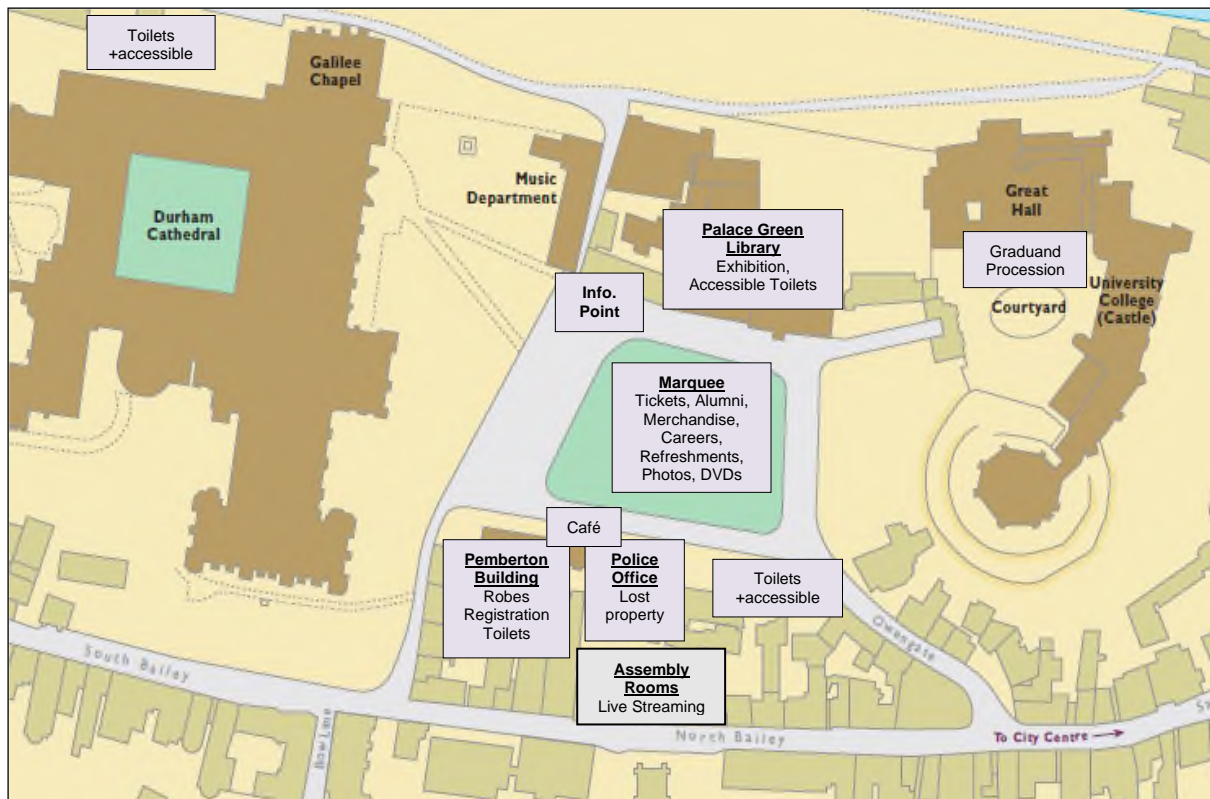 Toilets
+accessible
Galilee
Chapel
Durham
Cathedral
Music
Department
Palace Green
Library
Exhibition,
Accessible Toilets
Great
Hall
Graduand
Procession
University
College
(Castle)
Courtyard
Info.
Point
Marquee
Tickets, Alumni,
Merchandise,
Careers,
Refreshments,
Photos, DVDs
Café
Pemberton
Building
Robes
Registration
Toilets
Police
Office
Lost
property
Toilets
+accessible
Owengate
Assembly
Rooms
Live Streaming
South Bailey
Bow Lane
North Bailey
To City Centre